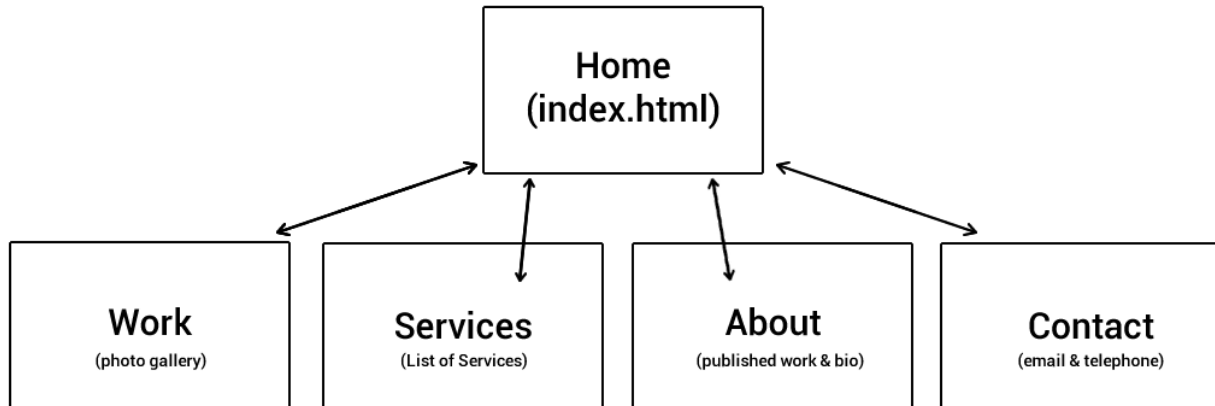 Home
(index.html)
Work
(photo gallery)
Services
(List of Services)
About
(published work & bio)
Contact
(email & telephone)